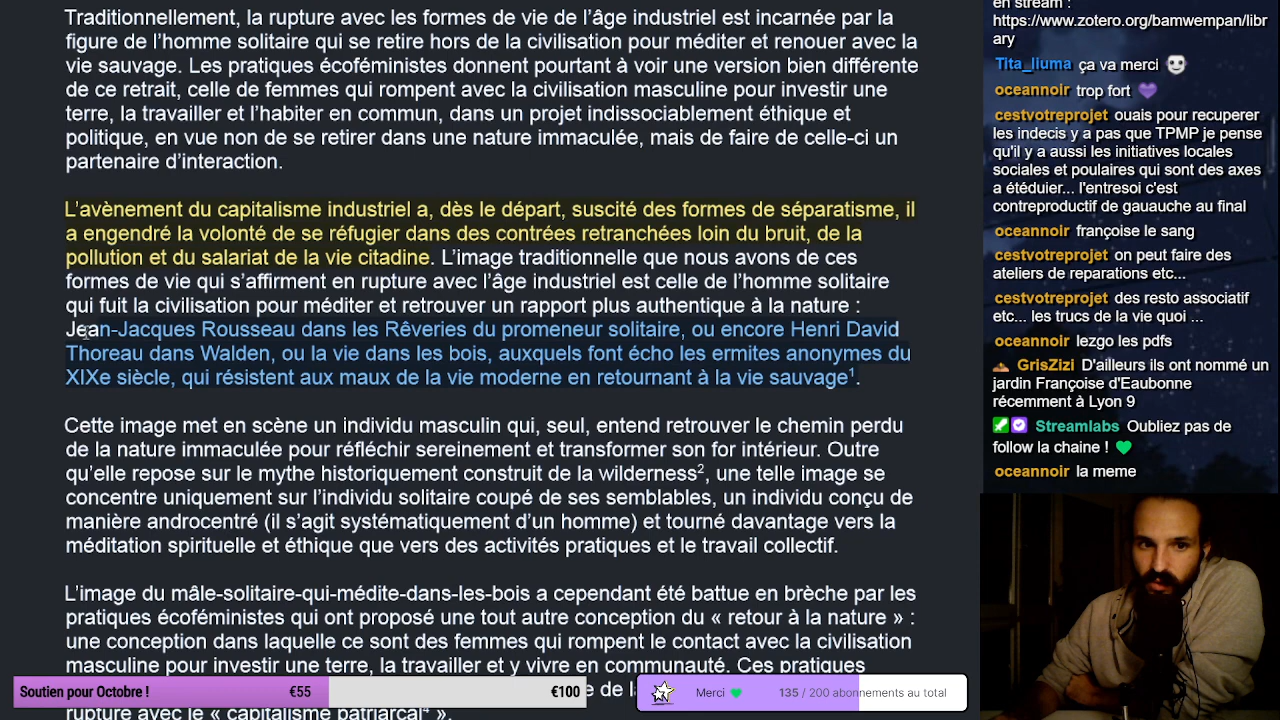 Traditionnellement, la rupture avec les formes de vie de l’âge industriel est incarnée par la
figure de l’homme solitaire qui se retire hors de la civilisation pour méditer et renouer avec la
vie sauvage. Les pratiques écoféministes donnent pourtant à voir une version bien différente
de ce retrait, celle de femmes qui rompent avec la civilisation masculine pour investir une
terre, la travailler et l’habiter en commun, dans un projet indissociablement éthique et
politique, en vue non de se retirer dans une nature immaculée, mais de faire de celle-ci un
partenaire d’interaction.
L’avènement du capitalisme industriel a, dès le départ, suscité des formes de séparatisme, il
a engendré la volonté de se réfugier dans des contrées retranchées loin du bruit, de la
pollution et du salariat de la vie citadine. L’image traditionnelle que nous avons de ces
formes de vie qui s’affirment en rupture avec l’âge industriel est celle de l’homme solitaire
qui fuit la civilisation pour méditer et retrouver un rapport plus authentique à la nature :
Jean-Jacques Rousseau dans les Rêveries du promeneur solitaire, ou encore Henri David
Thoreau dans Walden, ou la vie dans les bois, auxquels font écho les ermites anonymes du
XIXe siècle, qui résistent aux maux de la vie moderne en retournant à la vie sauvage¹.
Cette image met en scène un individu masculin qui, seul, entend retrouver le chemin perdu
de la nature immaculée pour réfléchir sereinement et transformer son for intérieur. Outre
qu’elle repose sur le mythe historiquement construit de la wilderness², une telle image se
concentre uniquement sur l’individu solitaire coupé de ses semblables, un individu conçu de
manière androcentré (il s’agit systématiquement d’un homme) et tourné davantage vers la
méditation spirituelle et éthique que vers des activités pratiques et le travail collectif.
L’image du mâle-solitaire-qui-médite-dans-les-bois a cependant été battue en brèche par les
pratiques écoféministes qui ont proposé une tout autre conception du « retour à la nature » :
une conception dans laquelle ce sont des femmes qui rompent le contact avec la civilisation
masculine pour investir une terre, la travailler et y vivre en communauté. Ces pratiques
e de l
rupture avec le « capitalisme patriarcal⁴ ».
Soutien pour Octobre ! €55 €100
Merci 💚 135 / 200 abonnements au total
en stream :
https://www.zotero.org/bamwempan/libr
ary
Tita_liuma ça va merci
oceannoir trop fort 💜
cestvotreprojet ouais pour recuperer
les indecis y a pas que TPMP je pense
qu'il y a aussi les initiatives locales
sociales et poulaires qui sont des axes
a étéduier... l'entresoi c'est
contreproductif de gauauche au final
oceannoir françoise le sang
cestvotreprojet on peut faire des
ateliers de reparations etc...
cestvotreprojet des resto associatif
etc... les trucs de la vie quoi ...
oceannoir lezgo les pdfs
GrisZizi D'ailleurs ils ont nommé un
jardin Françoise d'Eaubonne
récemment à Lyon 9
Streamlabs Oubliez pas de
follow la chaine ! 💚
oceannoir la meme